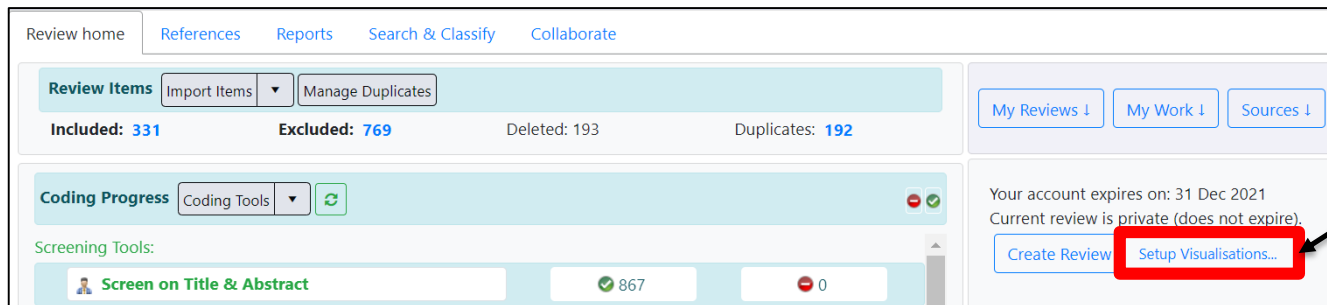 Review home References Reports Search & Classify Collaborate
Review Items Import Items Manage Duplicates
Included: 331 Excluded: 769 Deleted: 193 Duplicates: 192
My Reviews ↓ My Work ↓ Sources ↓
Coding Progress Coding Tools
Screening Tools:
Screen on Title & Abstract 867 0
Your account expires on: 31 Dec 2021
Current review is private (does not expire).
Create Review Setup Visualisations...